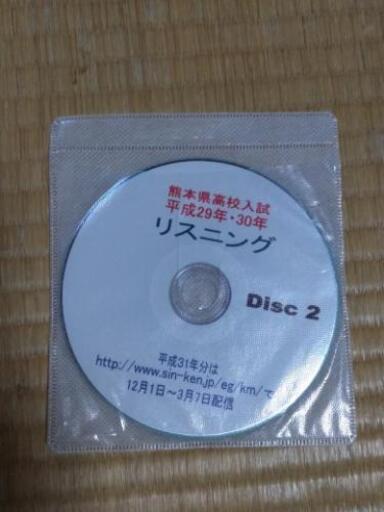 熊本県高校入試
平成29年・30年
リスニング
Disc 2
平成31年分は
http://www.sin-ken.jp/eg/km/で
12月1日～3月7日配信